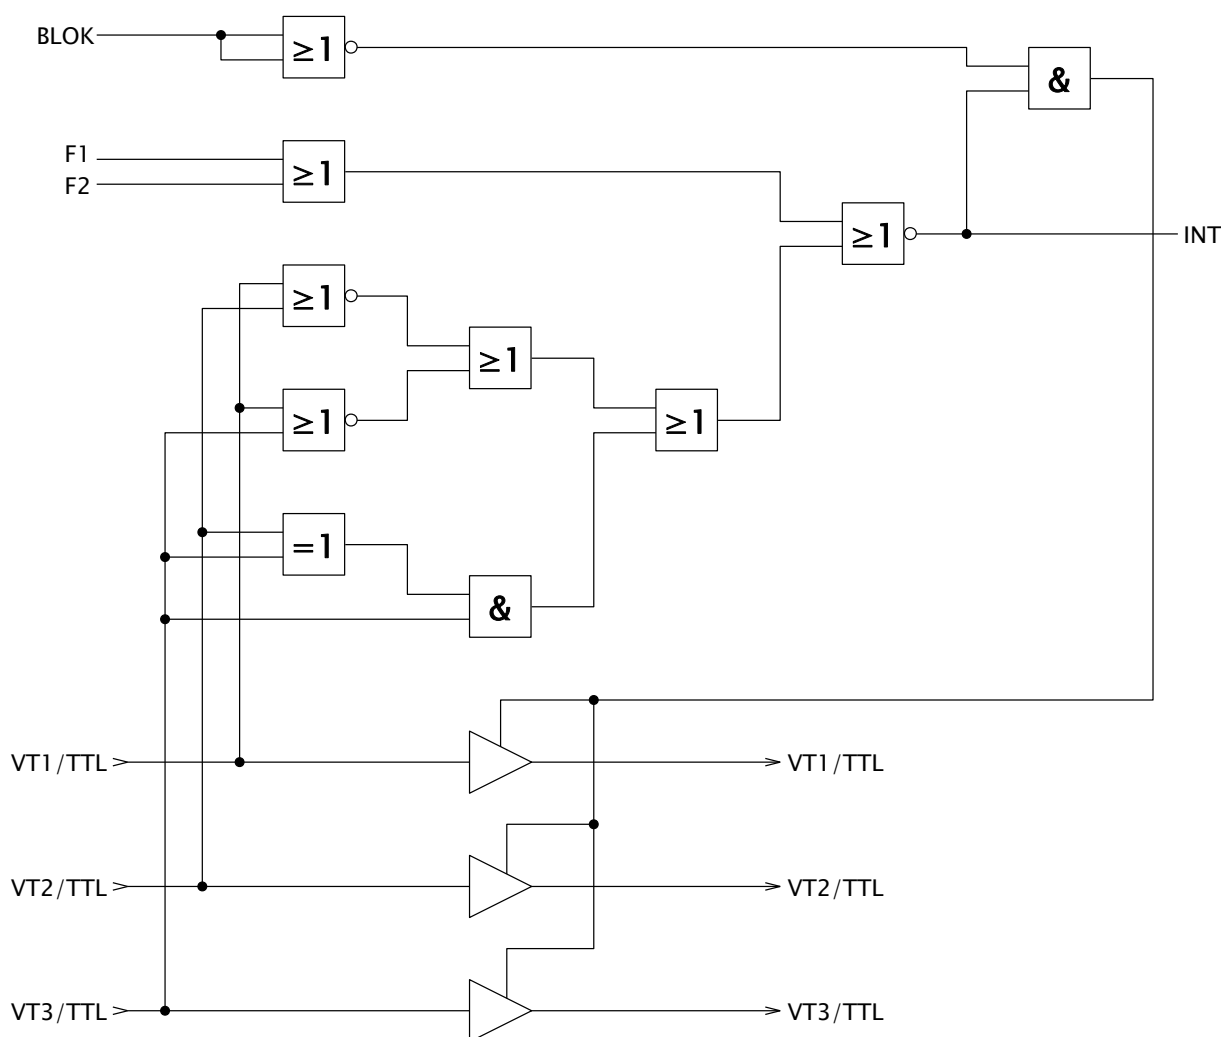 BLOK
≥1
&
F1
F2
≥1
≥1
INT
≥1
≥1
≥1
≥1
=1
&
VT1/TTL
VT1/TTL
VT2/TTL
VT2/TTL
VT3/TTL
VT3/TTL